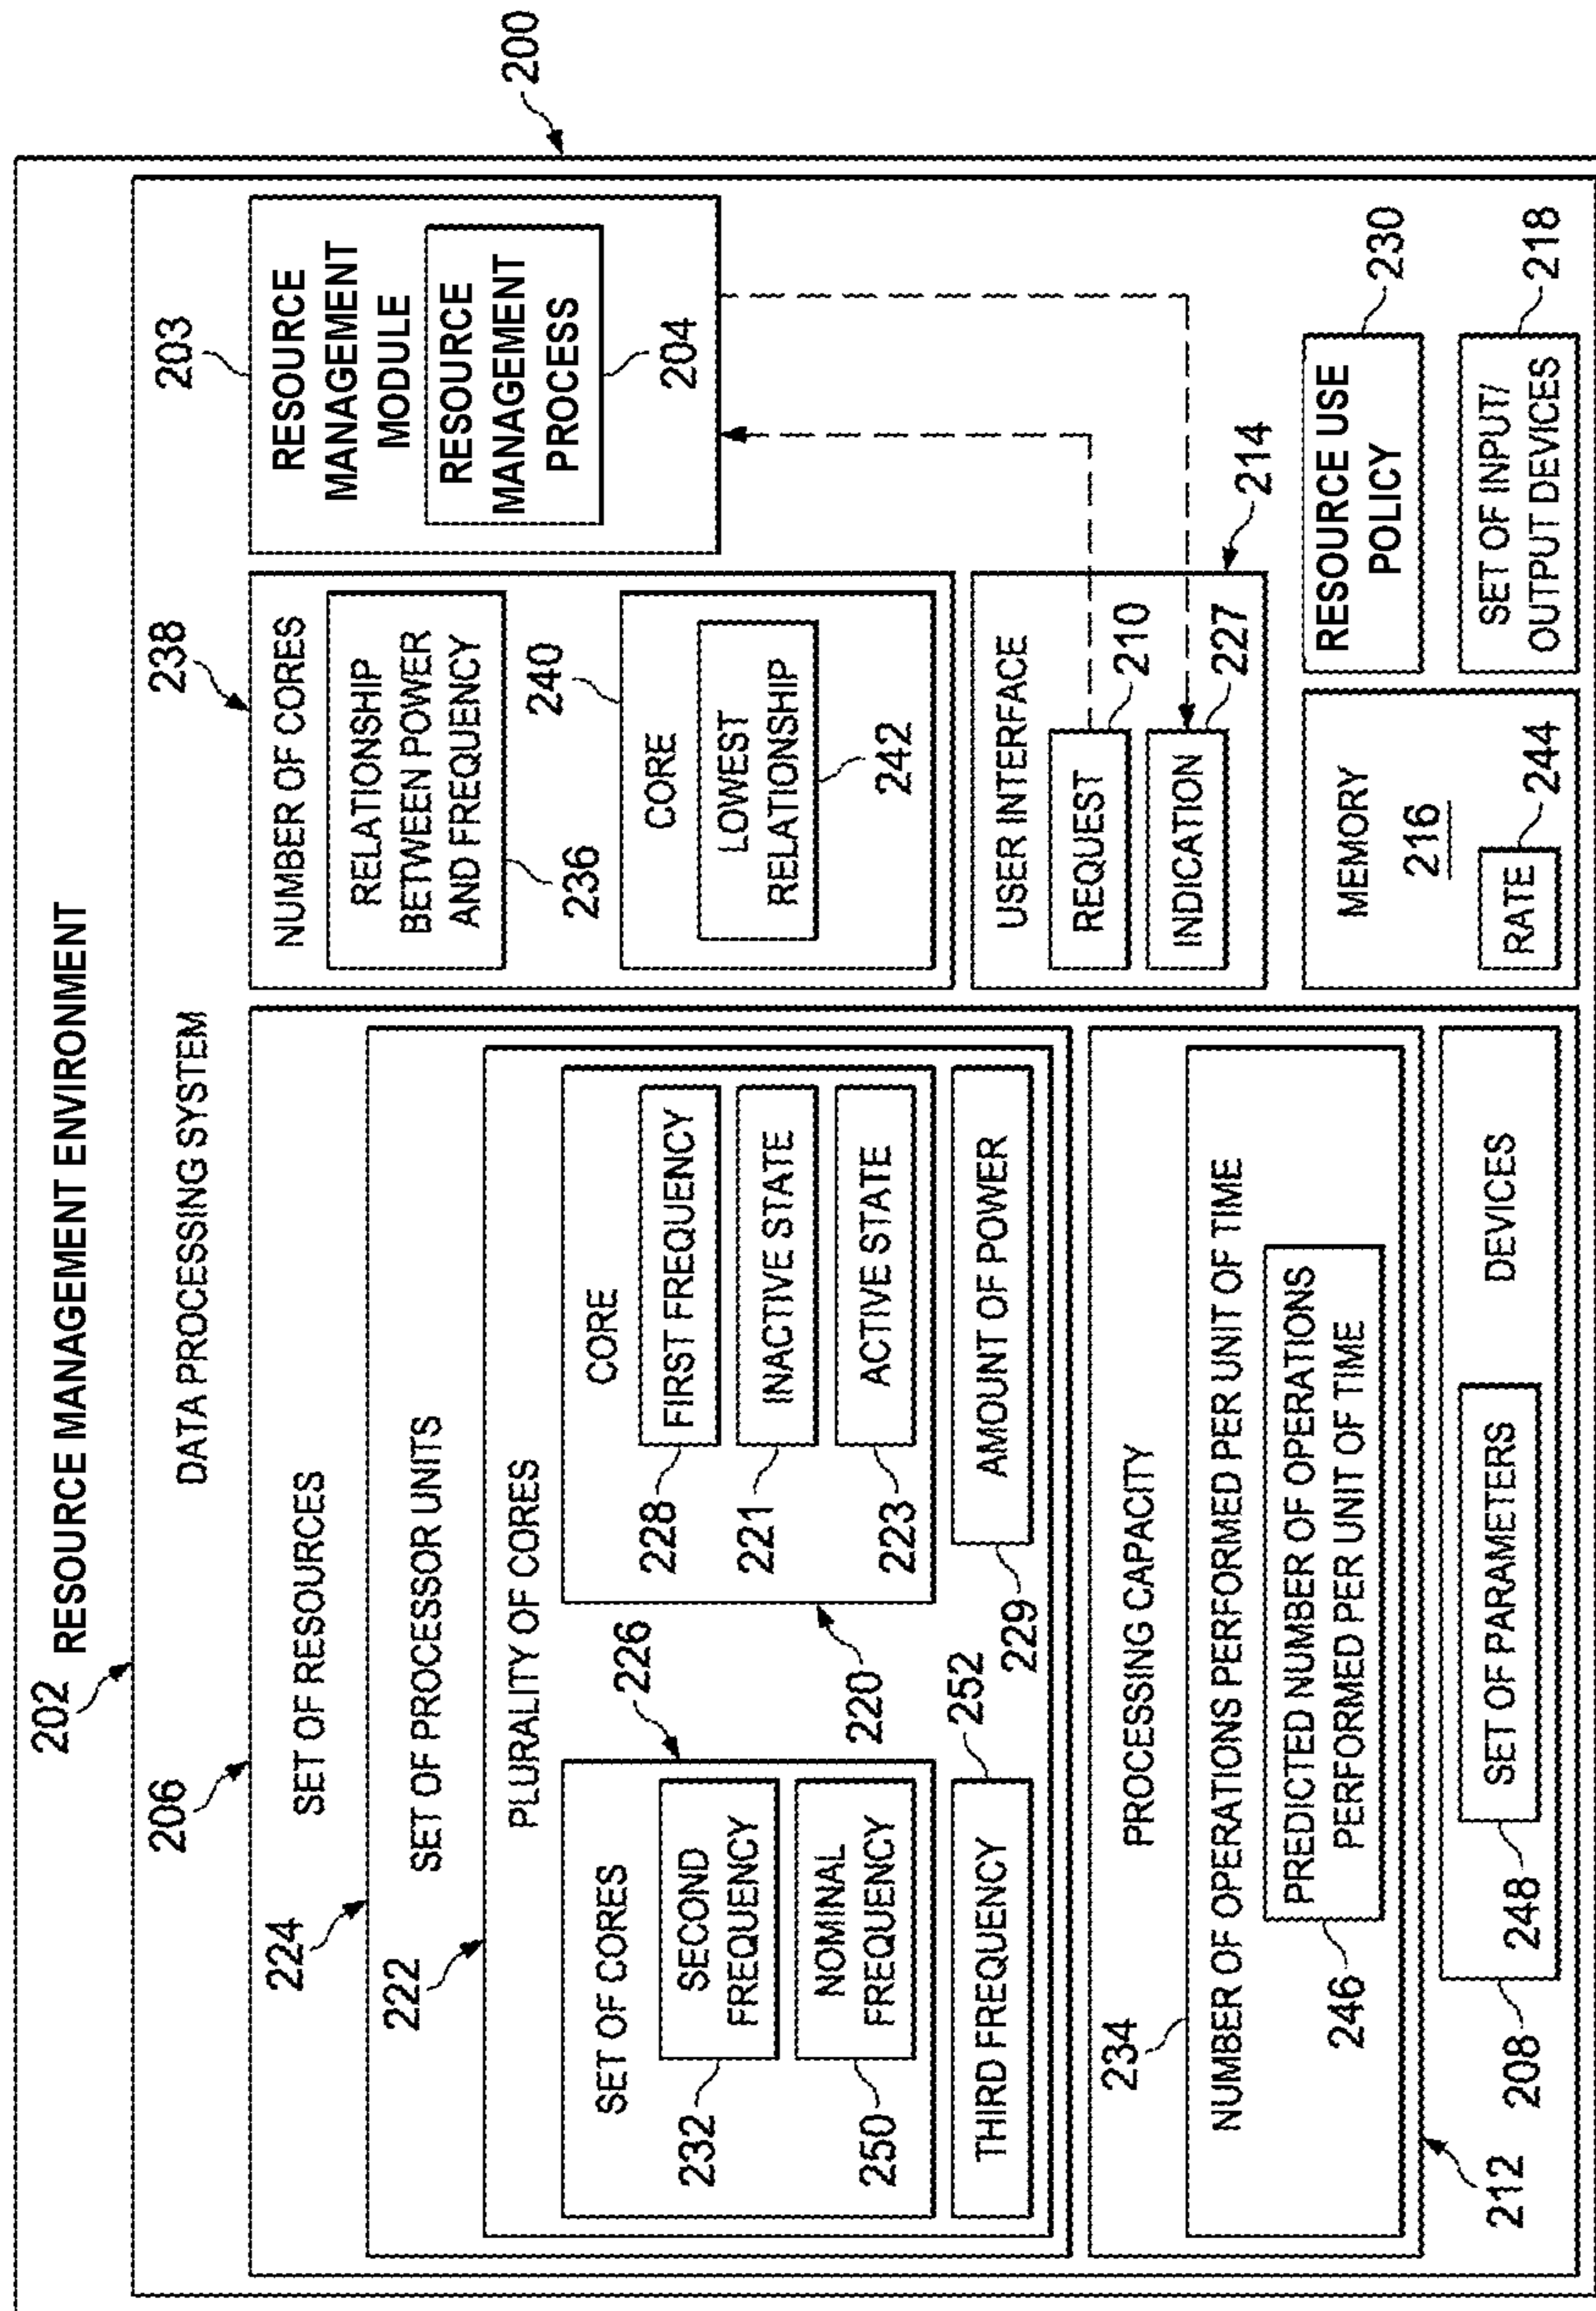 RESOURCE MANAGEMENT ENVIRONMENT
200
202
DATA PROCESSING SYSTEM
206
SET OF RESOURCES
224
SET OF PROCESSOR UNITS
222
PLURALITY OF CORES
SET OF CORES
226
SECOND
FREQUENCY
232
NOMINAL
FREQUENCY
250
THIRD FREQUENCY
252
CORE
220
FIRST FREQUENCY
228
INACTIVE STATE
221
ACTIVE STATE
223
AMOUNT OF POWER
229
PROCESSING CAPACITY
212
234
NUMBER OF OPERATIONS PERFORMED PER UNIT OF TIME
PREDICTED NUMBER OF OPERATIONS
PERFORMED PER UNIT OF TIME
246
208
SET OF PARAMETERS
248
DEVICES
238
NUMBER OF CORES
RELATIONSHIP
BETWEEN POWER
AND FREQUENCY
236
240
CORE
LOWEST
RELATIONSHIP
242
203
RESOURCE
MANAGEMENT
MODULE
RESOURCE
MANAGEMENT
PROCESS
204
USER INTERFACE
214
REQUEST
210
INDICATION
227
MEMORY
216
RATE
244
RESOURCE USE
POLICY
230
SET OF INPUT/
OUTPUT DEVICES
218